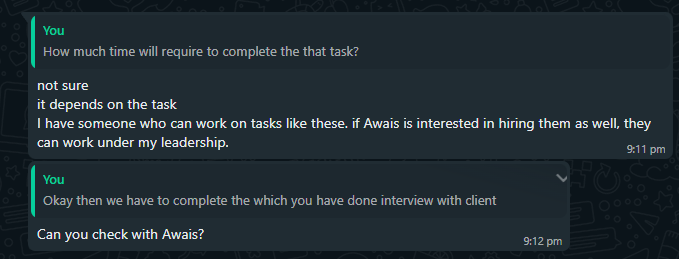 You
How much time will require to complete the that task?
not sure
it depends on the task
I have someone who can work on tasks like these. if Awais is interested in hiring them as well, they
can work under my leadership.
9:11 pm
You
Okay then we have to complete the which you have done interview with client
Can you check with Awais?
9:12 pm